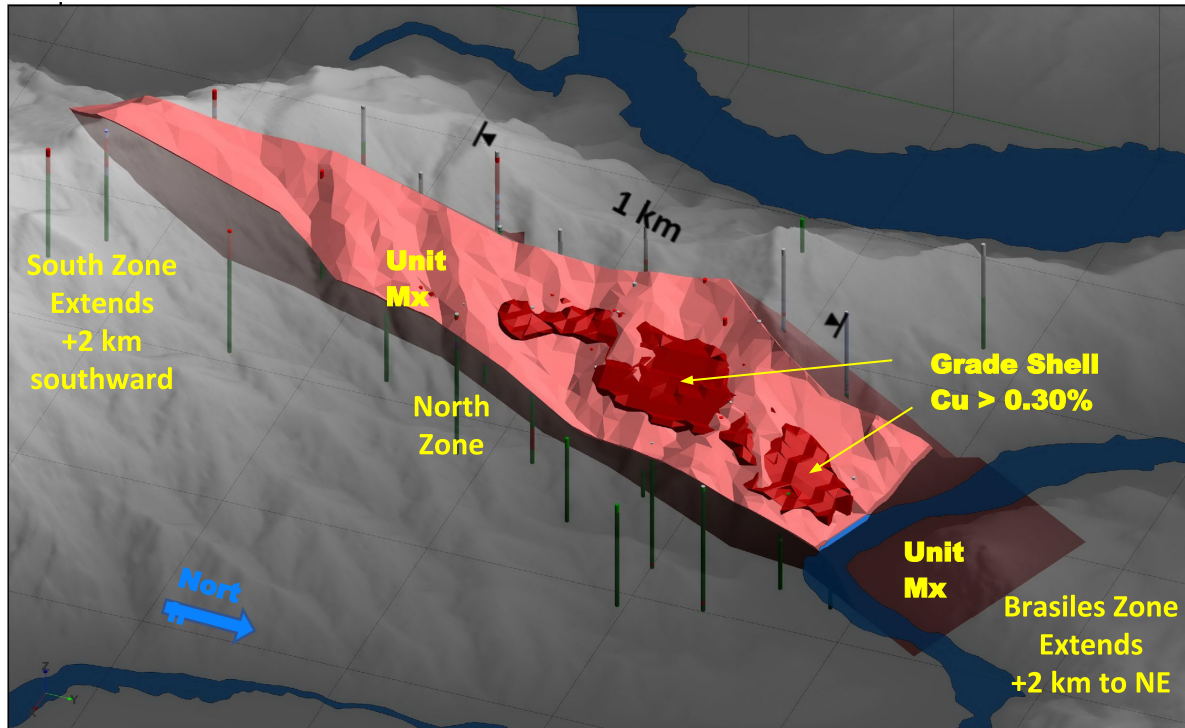 1 km
Unit
Mx
South Zone
Extends
+2 km
southward
Grade Shell
Cu > 0.30%
North
Zone
Unit
Mx
Nort
Brasiles Zone
Extends
+2 km to NE
Z
Y
X